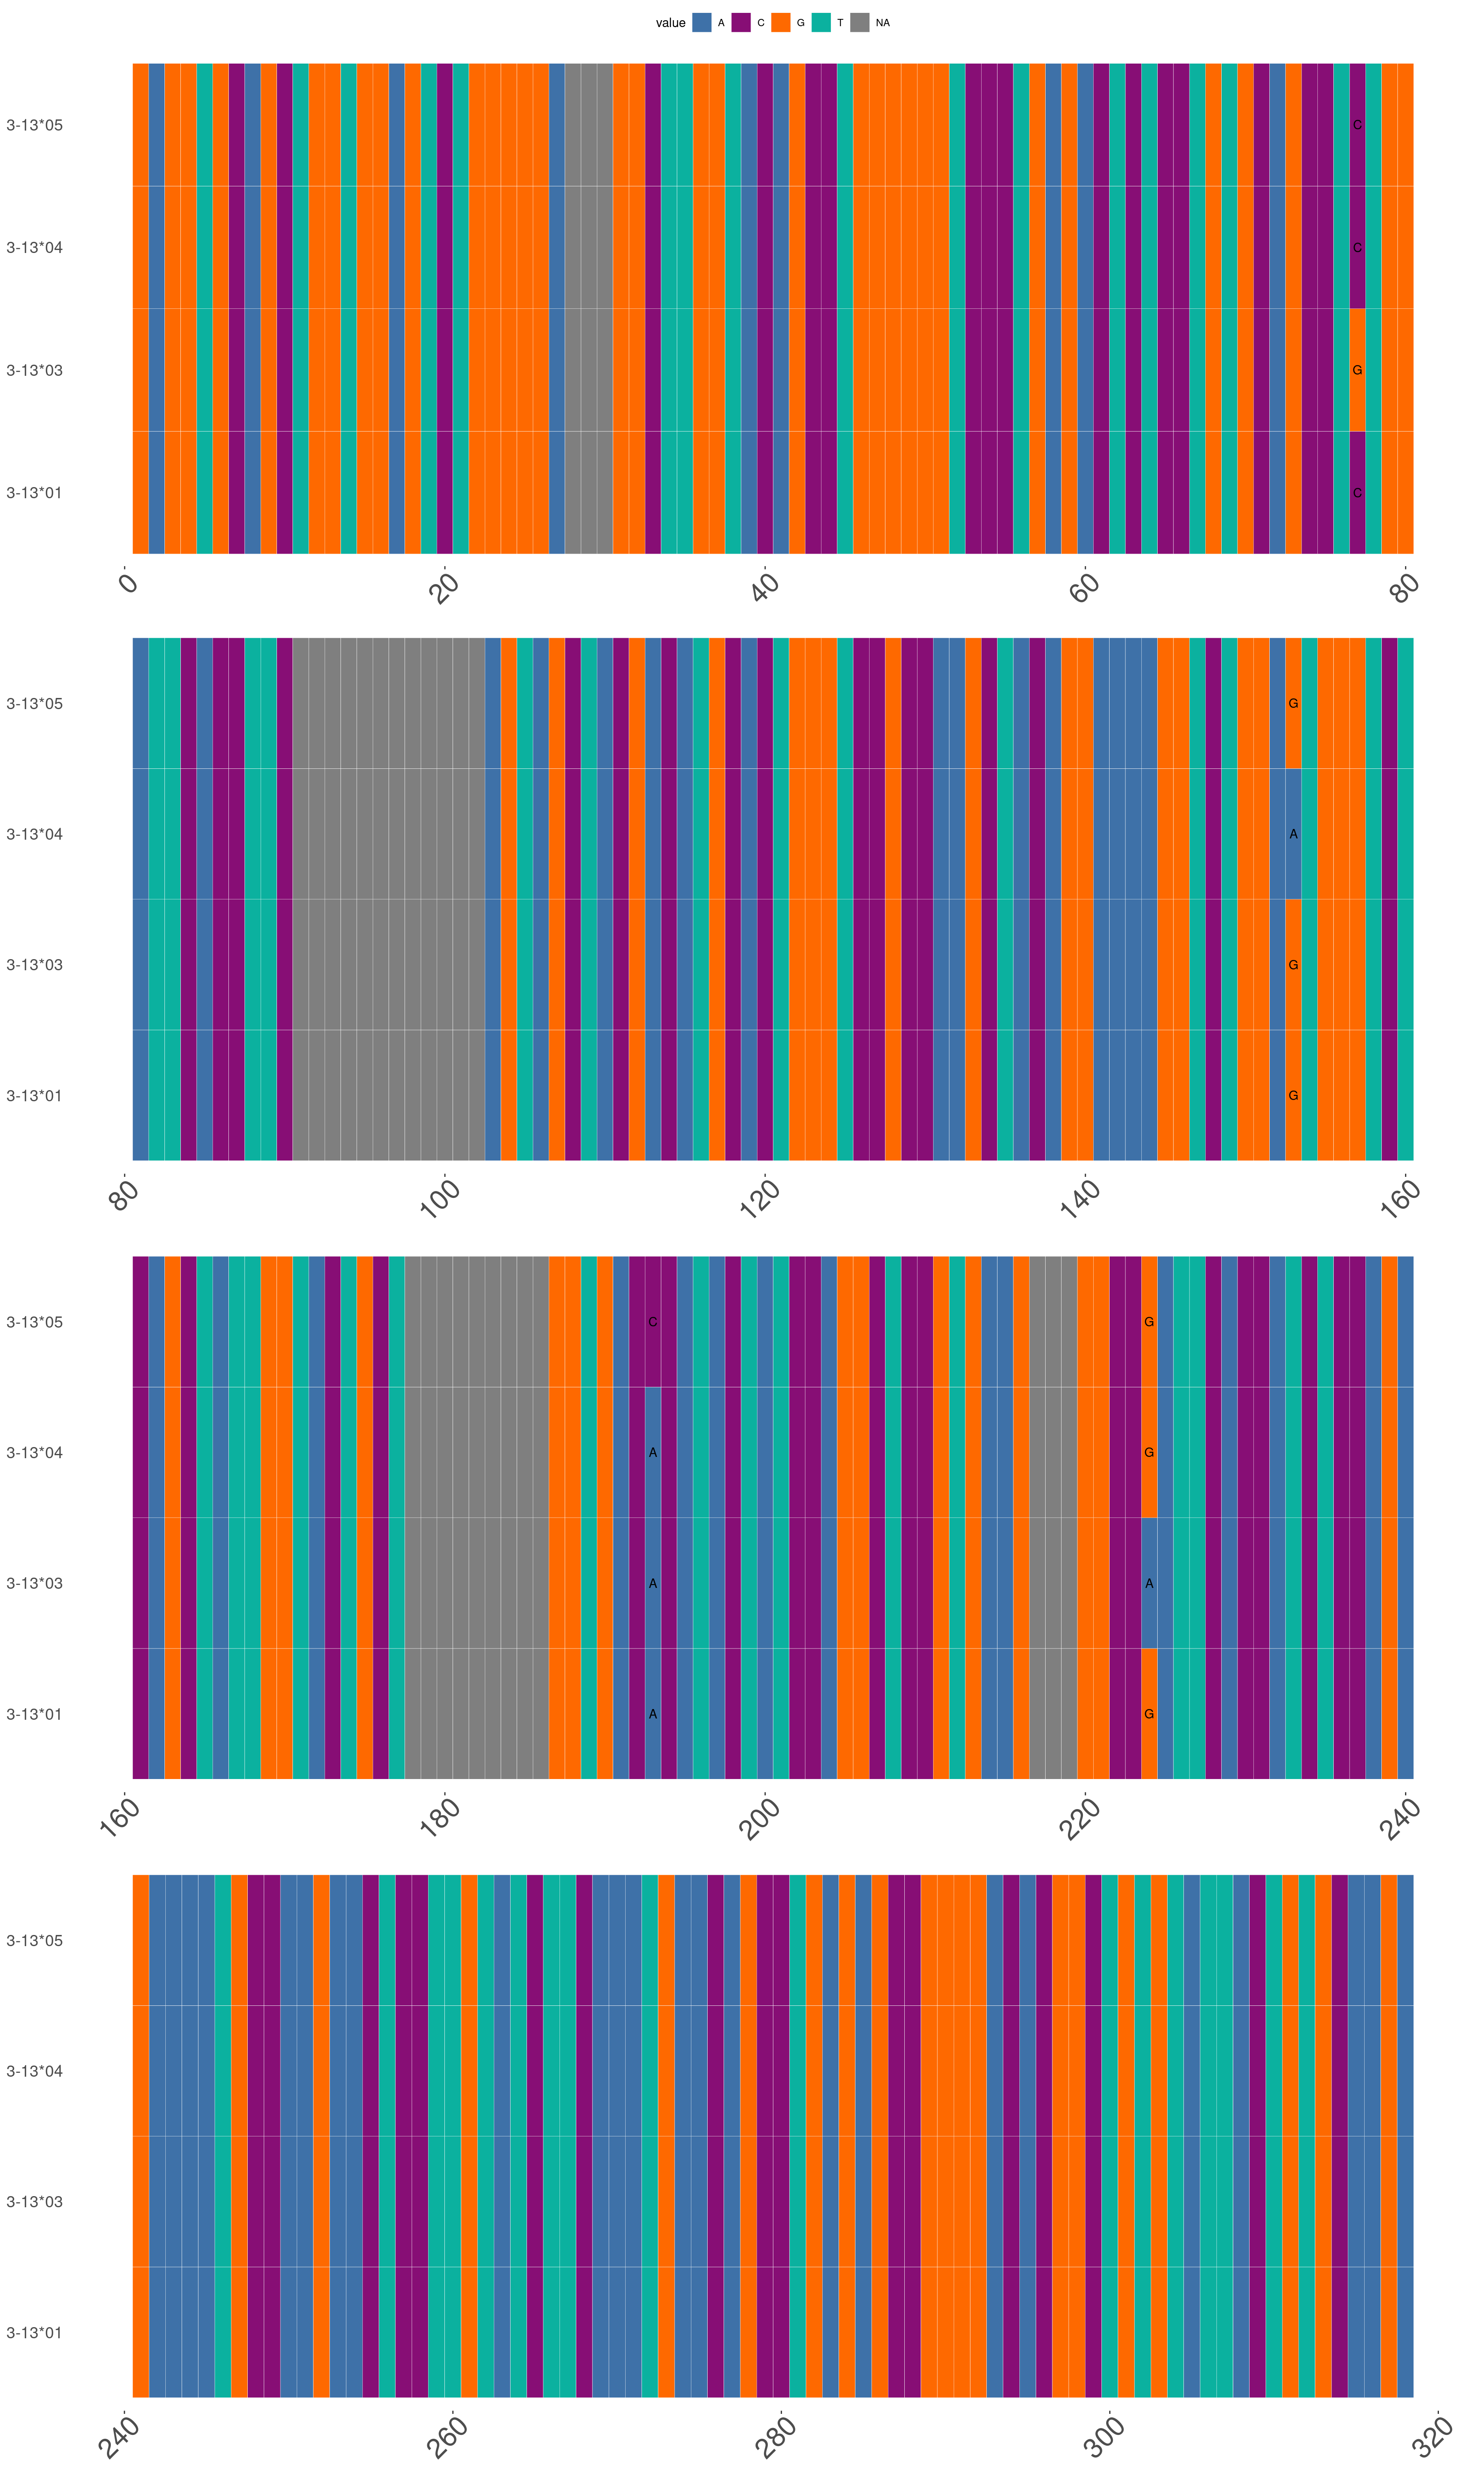 value A C G T NA
3-13*05 C
3-13*04 C
3-13*03 G
3-13*01 C
0 20 40 60 80
3-13*05 G
3-13*04 A
3-13*03 G
3-13*01 G
80 100 120 140 160
3-13*05 C G
3-13*04 A G
3-13*03 A A
3-13*01 A G
160 180 200 220 240
3-13*05
3-13*04
3-13*03
3-13*01
240 260 280 300 320